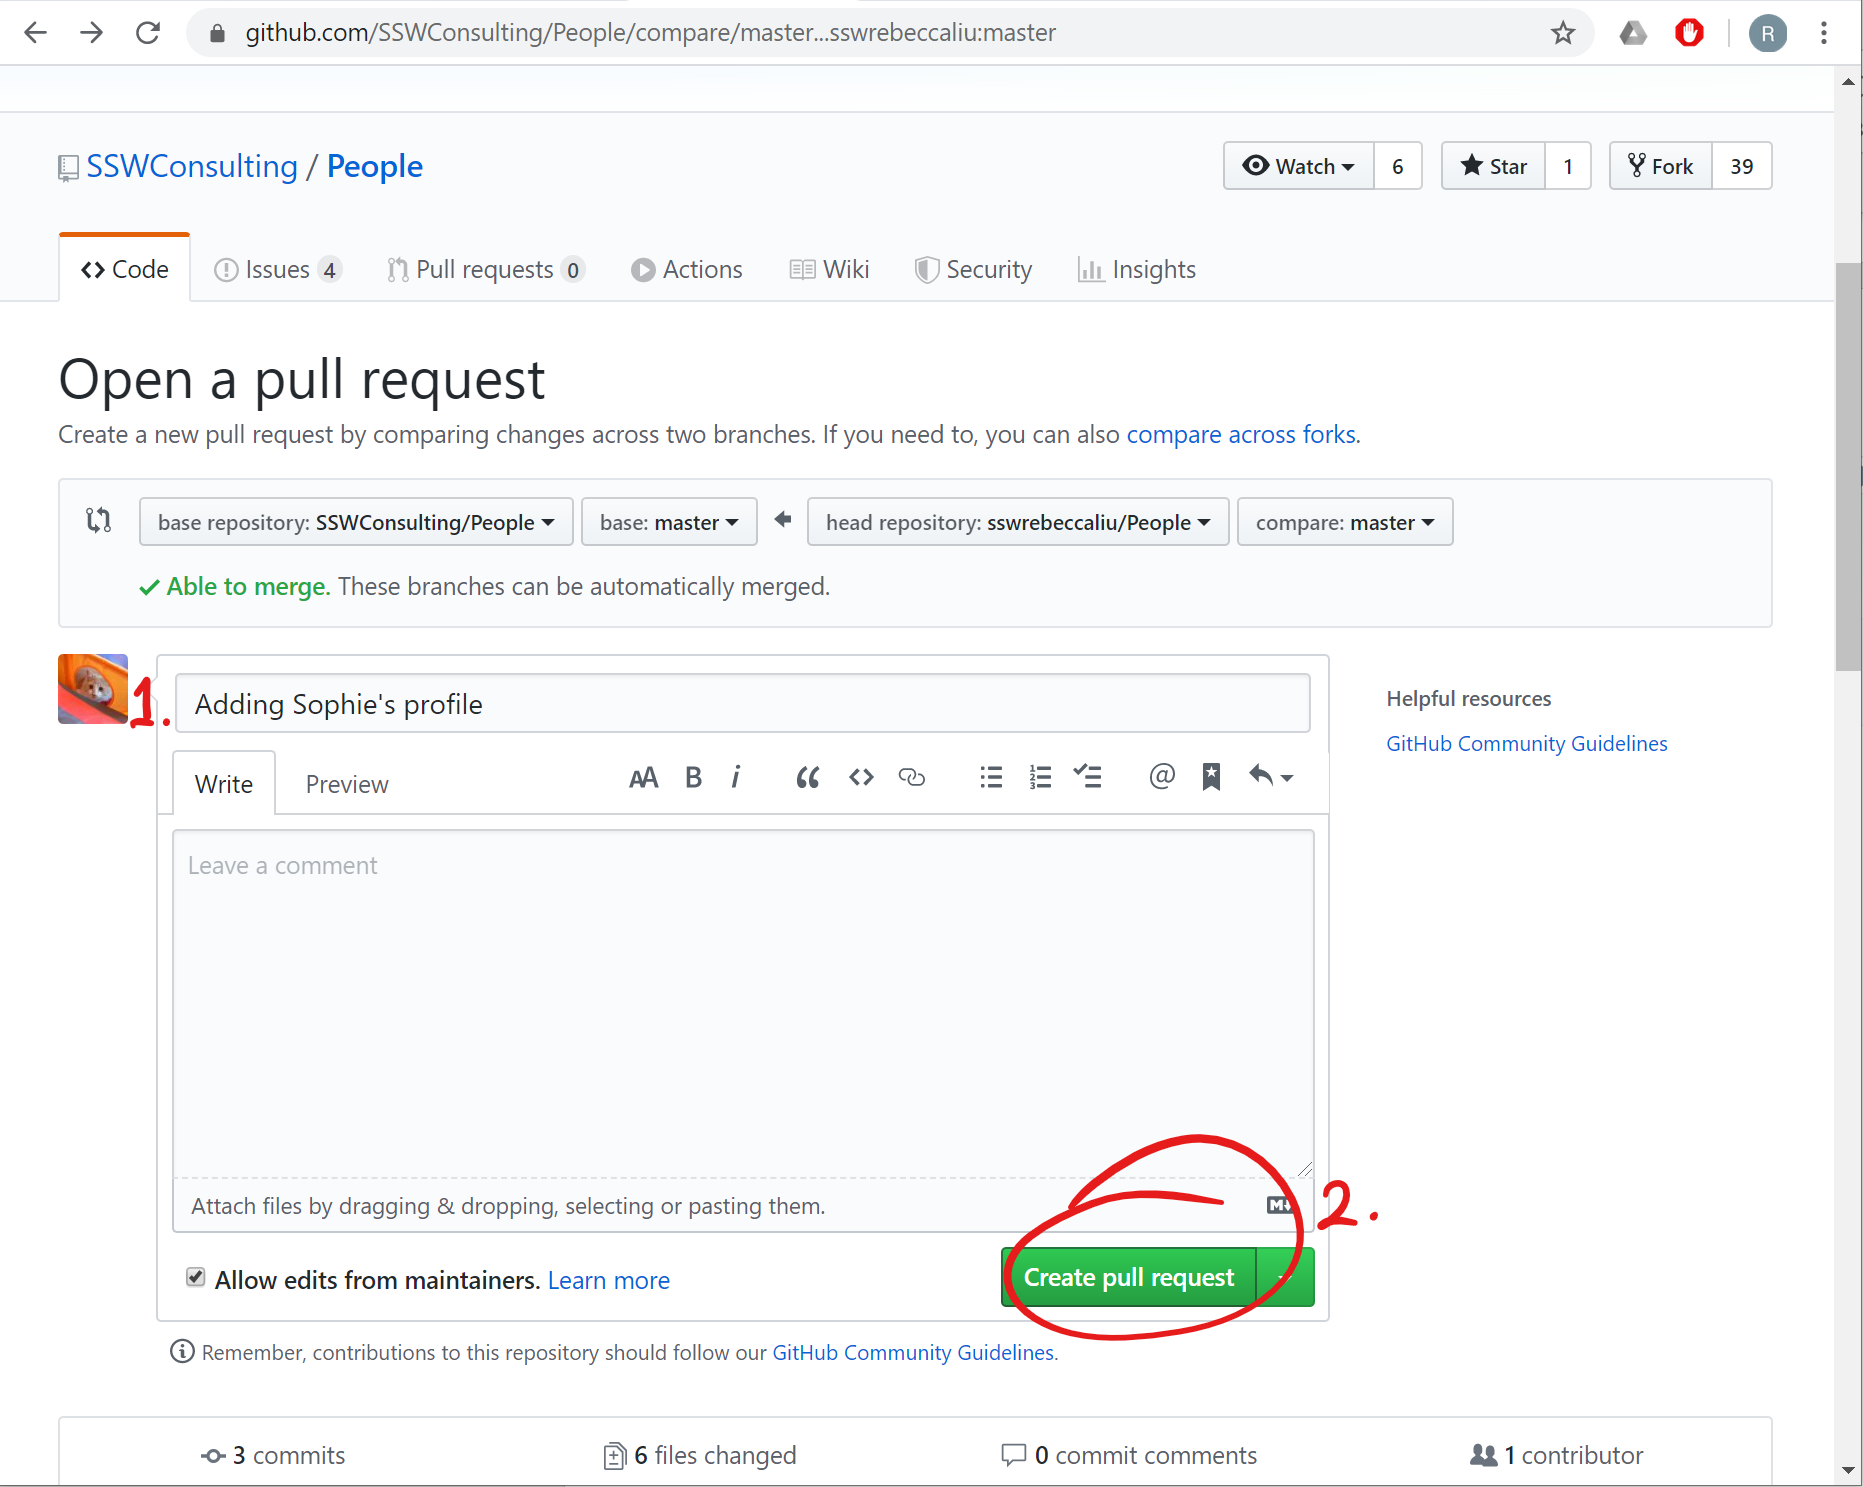 github.com/SSWConsulting/People/compare/master...sswrebeccaliu:master
R
SSWConsulting / People
Watch 6 Star 1 Fork 39
Code Issues 4 Pull requests 0 Actions Wiki Security Insights
Open a pull request
Create a new pull request by comparing changes across two branches. If you need to, you can also compare across forks.
base repository: SSWConsulting/People base: master head repository: sswrebeccaliu/People compare: master
Able to merge. These branches can be automatically merged.
1. Adding Sophie's profile
Helpful resources
GitHub Community Guidelines
Write Preview AA B i
Leave a comment
Attach files by dragging & dropping, selecting or pasting them.
2.
Allow edits from maintainers. Learn more Create pull request
Remember, contributions to this repository should follow our GitHub Community Guidelines.
3 commits 6 files changed 0 commit comments 1 contributor